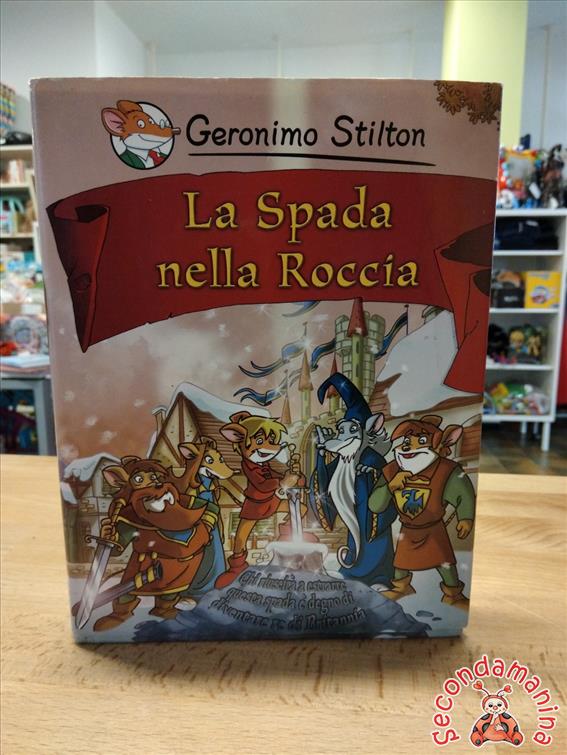 Geronimo Stilton
La Spada
nella Roccia
Chi riuscirà a estrarre
questa spada è degno di
diventare re di Britannia
Secondamanina